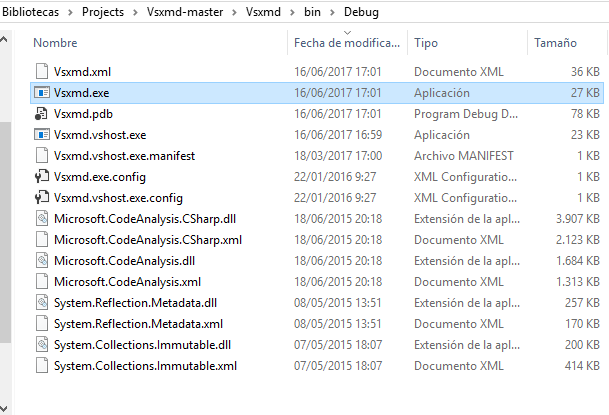 Bibliotecas > Projects > Vsxmd-master > Vsxmd > bin > Debug
Nombre Fecha de modifica... Tipo Tamaño
Vsxmd.xml 16/06/2017 17:01 Documento XML 36 KB
Vsxmd.exe 16/06/2017 17:01 Aplicación 27 KB
Vsxmd.pdb 16/06/2017 17:01 Program Debug D... 78 KB
Vsxmd.vshost.exe 16/06/2017 16:59 Aplicación 23 KB
Vsxmd.vshost.exe.manifest 18/03/2017 17:00 Archivo MANIFEST 1 KB
Vsxmd.exe.config 22/01/2016 9:27 XML Configuratio... 1 KB
Vsxmd.vshost.exe.config 22/01/2016 9:27 XML Configuratio... 1 KB
Microsoft.CodeAnalysis.CSharp.dll 18/06/2015 20:18 Extensión de la apl... 3.907 KB
Microsoft.CodeAnalysis.CSharp.xml 18/06/2015 20:18 Documento XML 2.123 KB
Microsoft.CodeAnalysis.dll 18/06/2015 20:18 Extensión de la apl... 1.684 KB
Microsoft.CodeAnalysis.xml 18/06/2015 20:18 Documento XML 1.313 KB
System.Reflection.Metadata.dll 08/05/2015 13:51 Extensión de la apl... 257 KB
System.Reflection.Metadata.xml 08/05/2015 13:51 Documento XML 170 KB
System.Collections.Immutable.dll 07/05/2015 18:07 Extensión de la apl... 200 KB
System.Collections.Immutable.xml 07/05/2015 18:07 Documento XML 414 KB